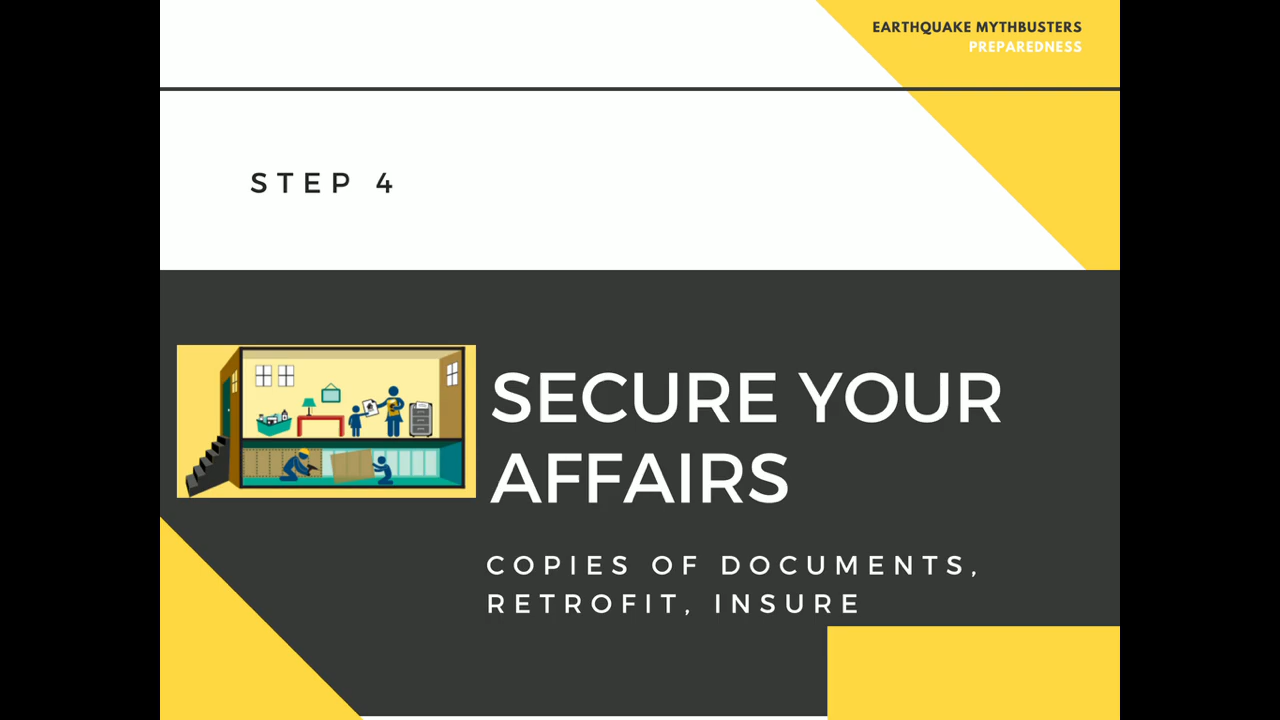 EARTHQUAKE MYTHBUSTERS
PREPAREDNESS
STEP 4
SECURE YOUR
AFFAIRS
COPIES OF DOCUMENTS,
RETROFIT, INSURE